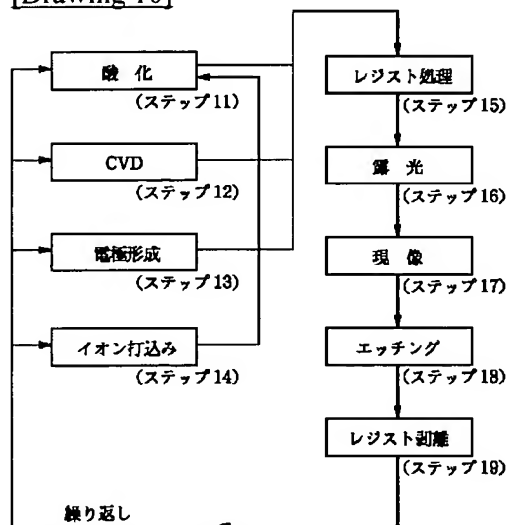 [Drawing 10]
酸化
(ステップ11)
CVD
(ステップ12)
電極形成
(ステップ13)
イオン打込み
(ステップ14)
レジスト処理
(ステップ15)
露光
(ステップ16)
現像
(ステップ17)
エッチング
(ステップ18)
レジスト剥離
(ステップ19)
繰り返し